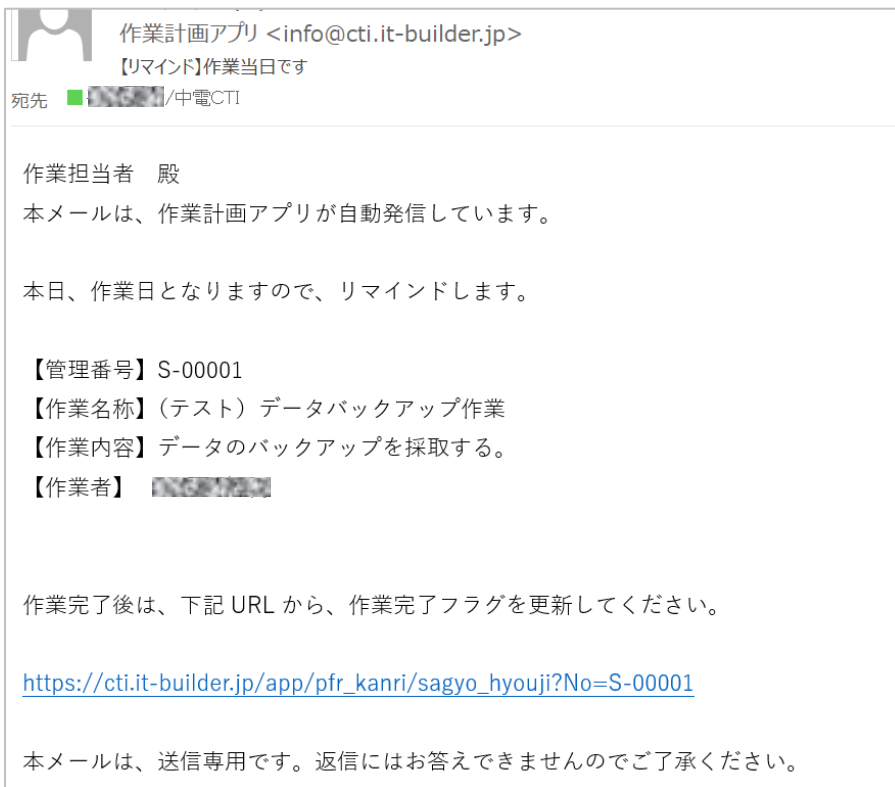 作業計画アプリ <info@cti.it-builder.jp>
【リマインド】作業当日です
宛先 /中電CTI
作業担当者　殿
本メールは、作業計画アプリが自動発信しています。
本日、作業日となりますので、リマインドします。
【管理番号】S-00001
【作業名称】（テスト）データバックアップ作業
【作業内容】データのバックアップを採取する。
【作業者】
作業完了後は、下記 URL から、作業完了フラグを更新してください。
https://cti.it-builder.jp/app/pfr_kanri/sagyo_hyouji?No=S-00001
本メールは、送信専用です。返信にはお答えできませんのでご了承ください。